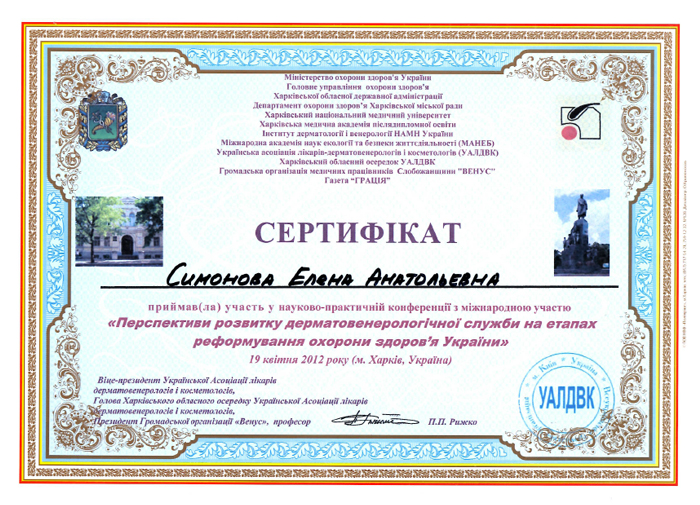 Міністерство охорони здоров'я України
Головне управління охорони здоров'я
Харківської обласної державної адміністрації
Департамент охорони здоров'я Харківської міської ради
Харківський національний медичний університет
Харківська медична академія післядипломної освіти
Інститут дерматології і венерології НАМН України
Міжнародна академія наук екології та безпеки життєдіяльності (МАНЕБ)
Українська асоціація лікарів-дерматовенерологів і косметологів (УАЛДВК)
Харківський обласний осередок УАЛДВК
Громадська організація медичних працівників Слобожанщини "ВЕНУС"
Газета "ГРАЦІЯ"
СЕРТИФІКАТ
Симонова Елена Анатольевна
приймав(ла) участь у науково-практичній конференції з міжнародною участю
«Перспективи розвитку дерматовенерологічної служби на етапах
реформування охорони здоров'я України»
19 квітня 2012 року (м. Харків, Україна)
Віце-президент Української Асоціації лікарів
дерматовенерологів і косметологів,
Голова Харківського обласного осередку Української Асоціації лікарів
дерматовенерологів і косметологів,
Президент Громадської організації «Венус», професор П.П. Рижко
м. Київ * Україна *
УАЛДВК